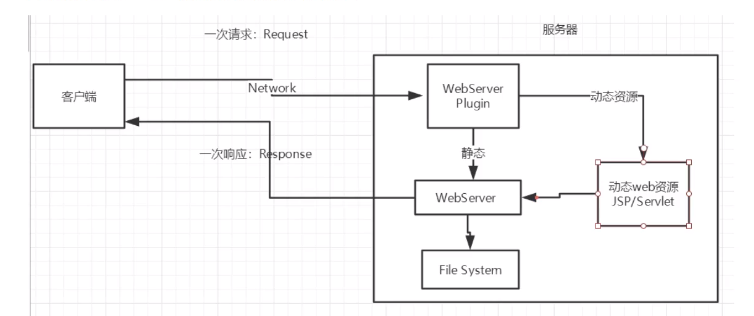 一次请求：Request
服务器
客户端
Network
WebServer
Plugin
动态资源
一次响应：Response
静态
动态web资源
JSP/Servlet
WebServer
File System